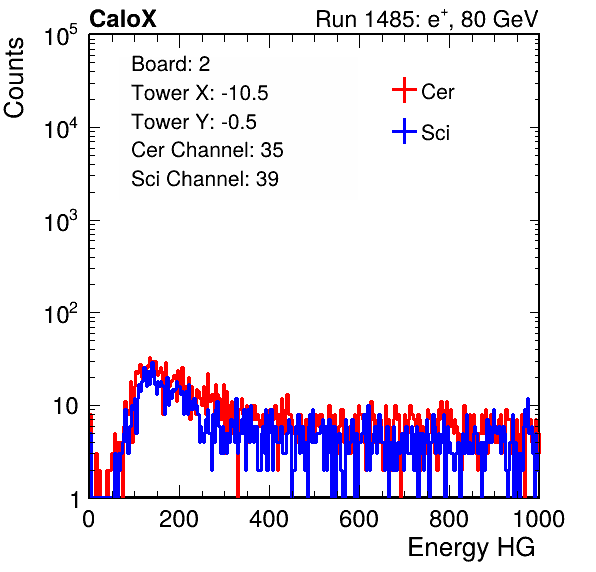 CaloX Run 1485: e⁺, 80 GeV
Counts
Board: 2
Tower X: -10.5
Tower Y: -0.5
Cer Channel: 35
Sci Channel: 39
Cer
Sci
10⁵
10⁴
10³
10²
10
1
0 200 400 600 800 1000
Energy HG